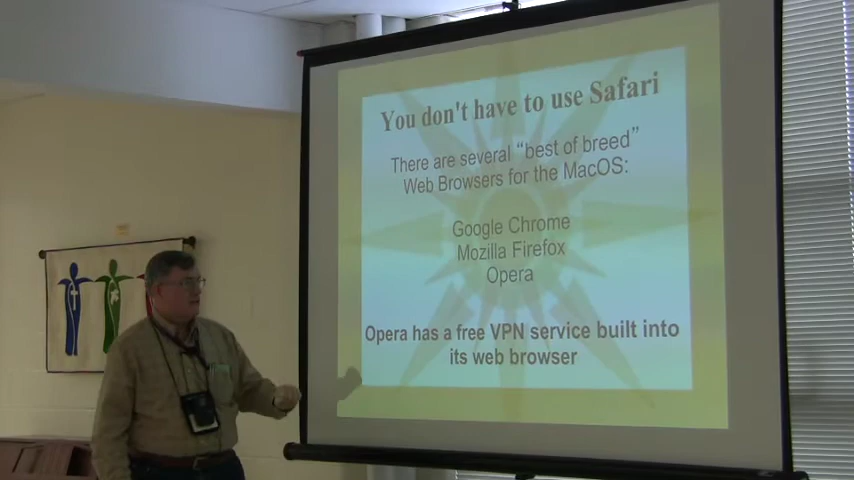 You don't have to use Safari
There are several “best of breed”
Web Browsers for the MacOS:
Google Chrome
Mozilla Firefox
Opera
Opera has a free VPN service built into
its web browser